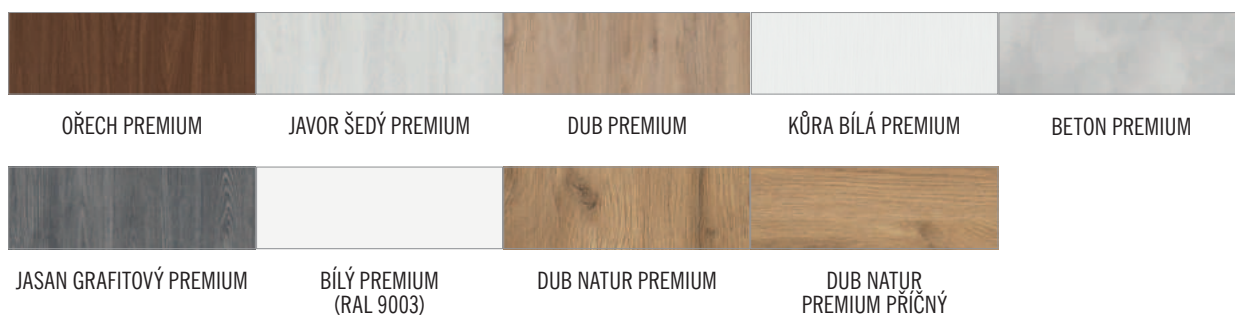 OŘECH PREMIUM
JAVOR ŠEDÝ PREMIUM
DUB PREMIUM
KŮRA BÍLÁ PREMIUM
BETON PREMIUM
JASAN GRAFITOVÝ PREMIUM
BÍLÝ PREMIUM
(RAL 9003)
DUB NATUR PREMIUM
DUB NATUR
PREMIUM PŘÍČNÝ